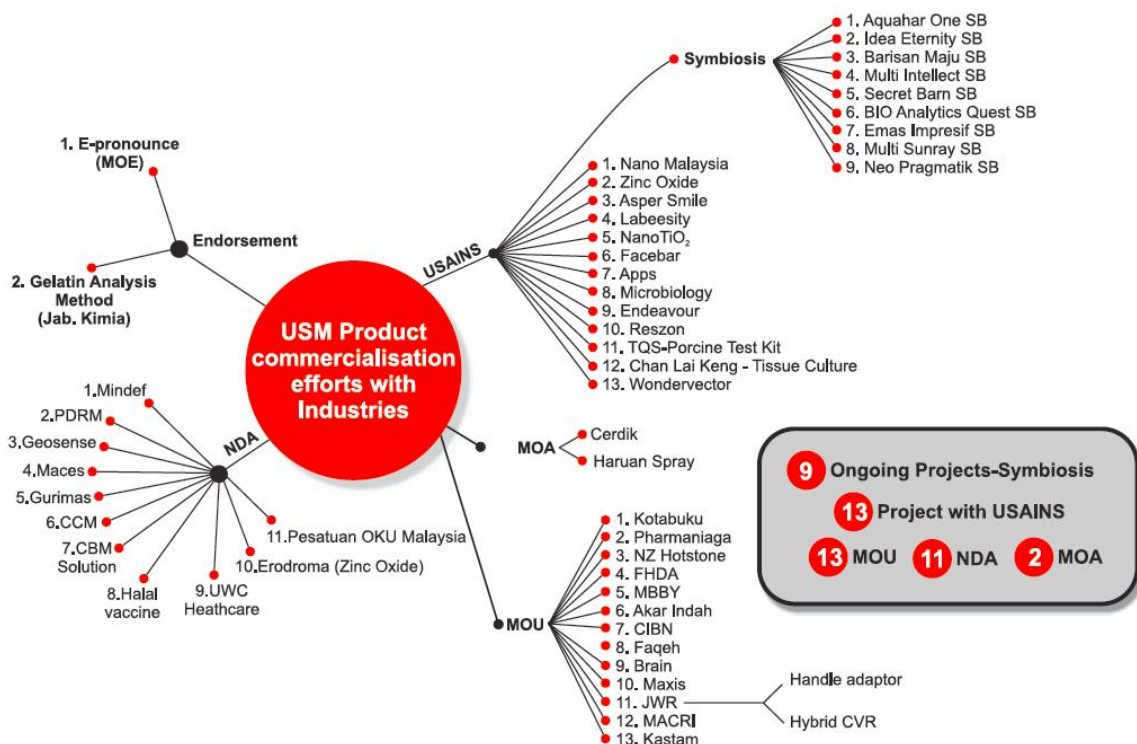 USM Product
commercialisation
efforts with
Industries
Endorsement
1. E-pronounce
(MOE)
2. Gelatin Analysis
Method
(Jab. Kimia)
USAINS
Symbiosis
1. Aquahar One SB
2. Idea Eternity SB
3. Barisan Maju SB
4. Multi Intellect SB
5. Secret Barn SB
6. BIO Analytics Quest SB
7. Emas Impresif SB
8. Multi Sunray SB
9. Neo Pragmatik SB
1. Nano Malaysia
2. Zinc Oxide
3. Asper Smile
4. Labeesity
5. NanoTiO₂
6. Facebar
7. Apps
8. Microbiology
9. Endeavour
10. Reszon
11. TQS-Porcine Test Kit
12. Chan Lai Keng - Tissue Culture
13. Wondervector
NDA
1.Mindef
2.PDRM
3.Geosense
4.Maces
5.Gurimas
6.CCM
7.CBM
Solution
8.Halal
vaccine
9.UWC
Heathcare
10.Erodroma (Zinc Oxide)
11.Pesatuan OKU Malaysia
MOA
Cerdik
Haruan Spray
MOU
1. Kotabuku
2. Pharmaniaga
3. NZ Hotstone
4. FHDA
5. MBBY
6. Akar Indah
7. CIBN
8. Faqeh
9. Brain
10. Maxis
11. JWR
Handle adaptor
Hybrid CVR
12. MACRI
13. Kastam
9 Ongoing Projects-Symbiosis
13 Project with USAINS
13 MOU 11 NDA 2 MOA